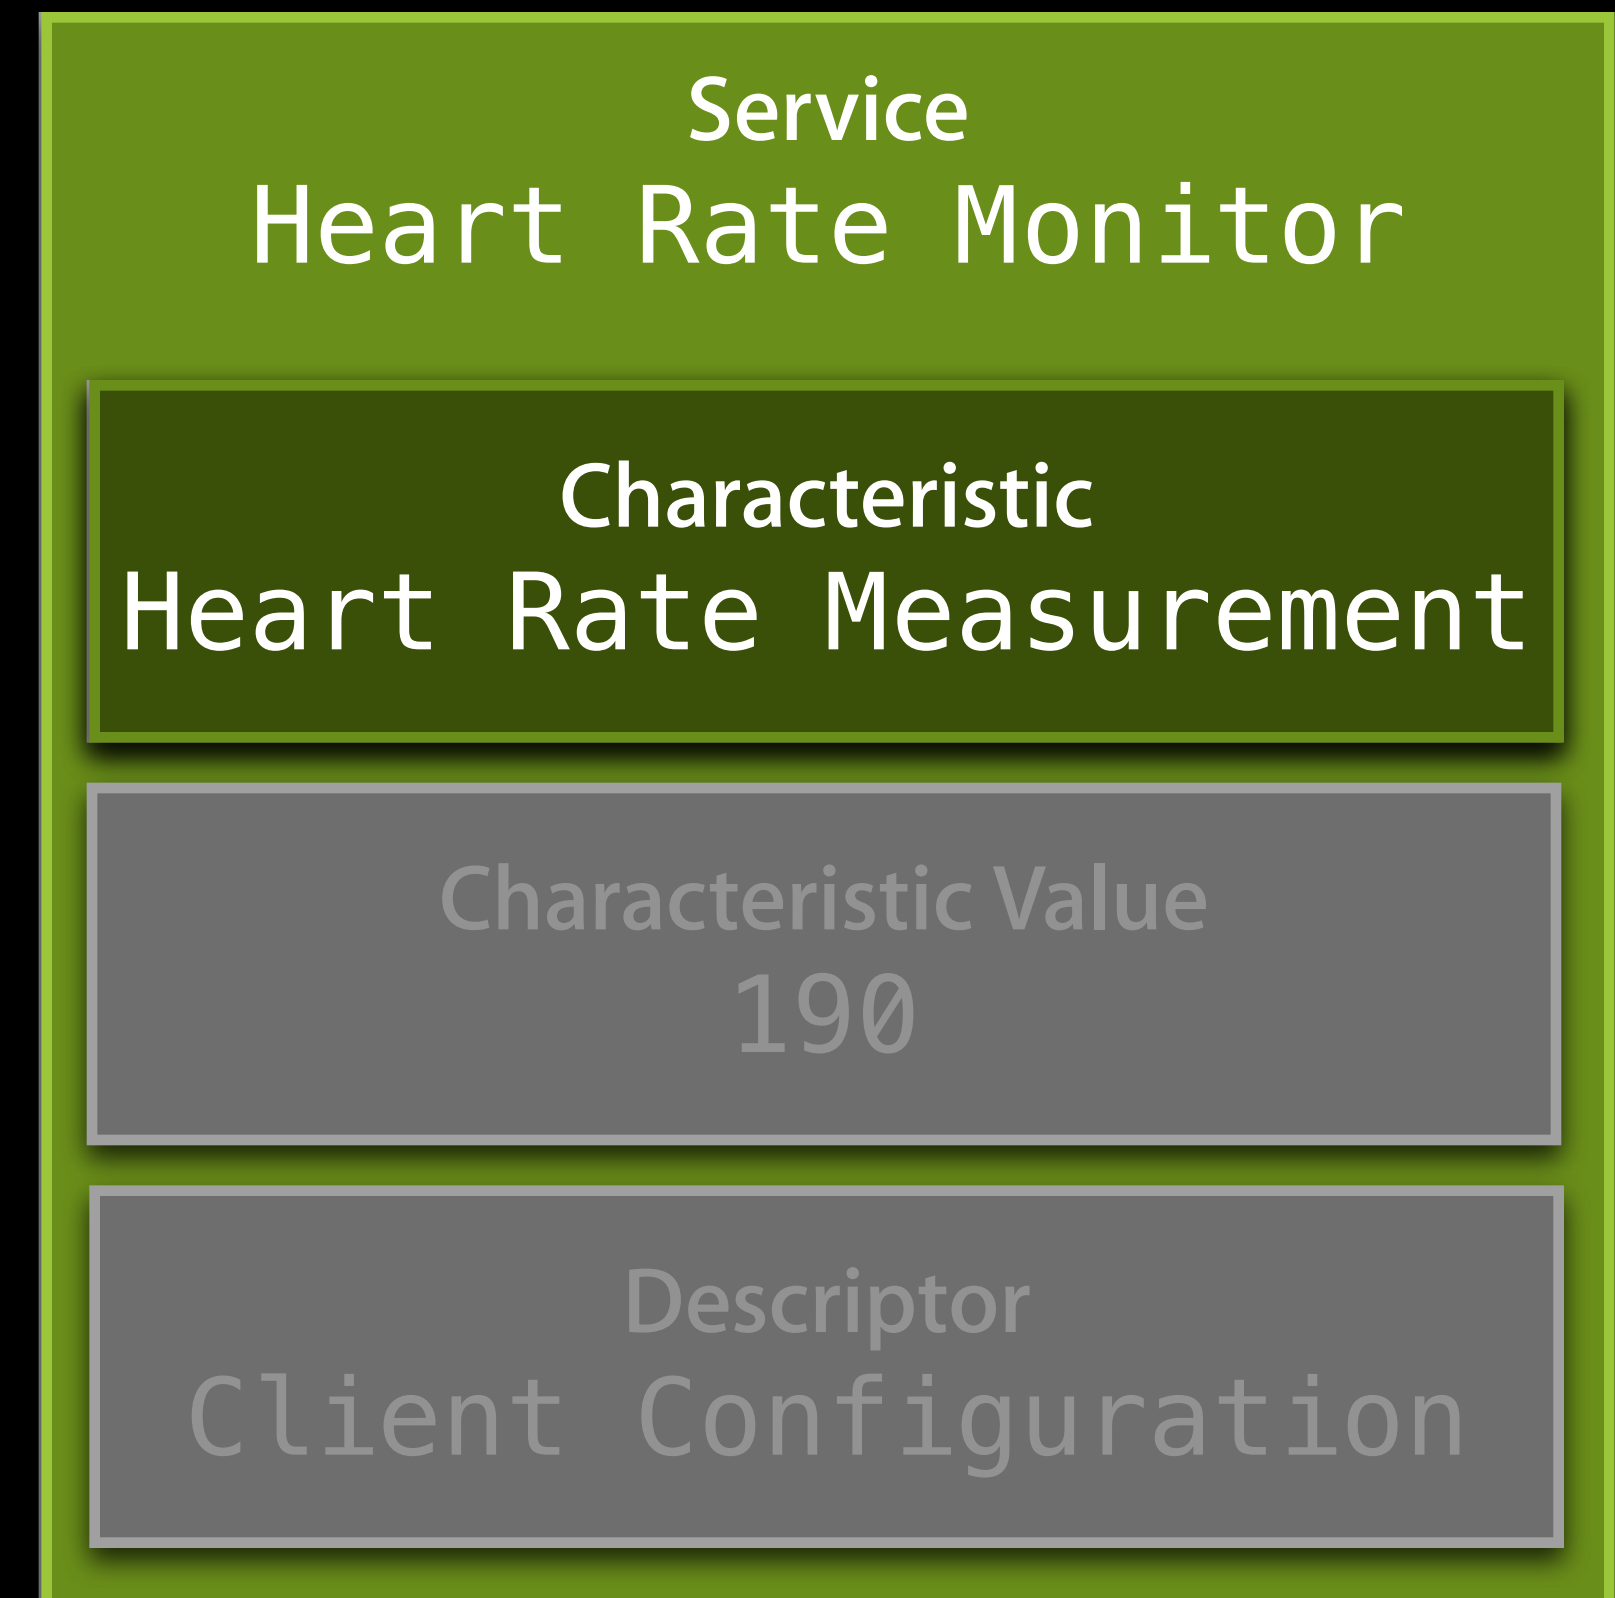 Service
Heart Rate Monitor
Characteristic
Heart Rate Measurement
Characteristic Value
190
Descriptor
Client Configuration